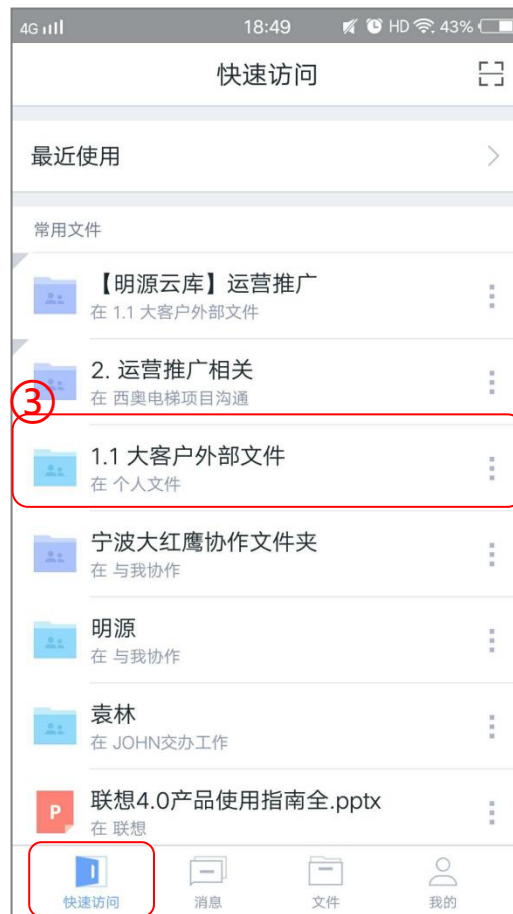 4G 18:49 HD 43%
快速访问
最近使用
常用文件
【明源云库】运营推广
在 1.1 大客户外部文件
2. 运营推广相关
在 西奥电梯项目沟通
③
1.1 大客户外部文件
在 个人文件
宁波大红鹰协作文件夹
在 与我协作
明源
在 与我协作
袁林
在 JOHN交办工作
P
联想4.0产品使用指南全.pptx
在 联想
快速访问 消息 文件 我的